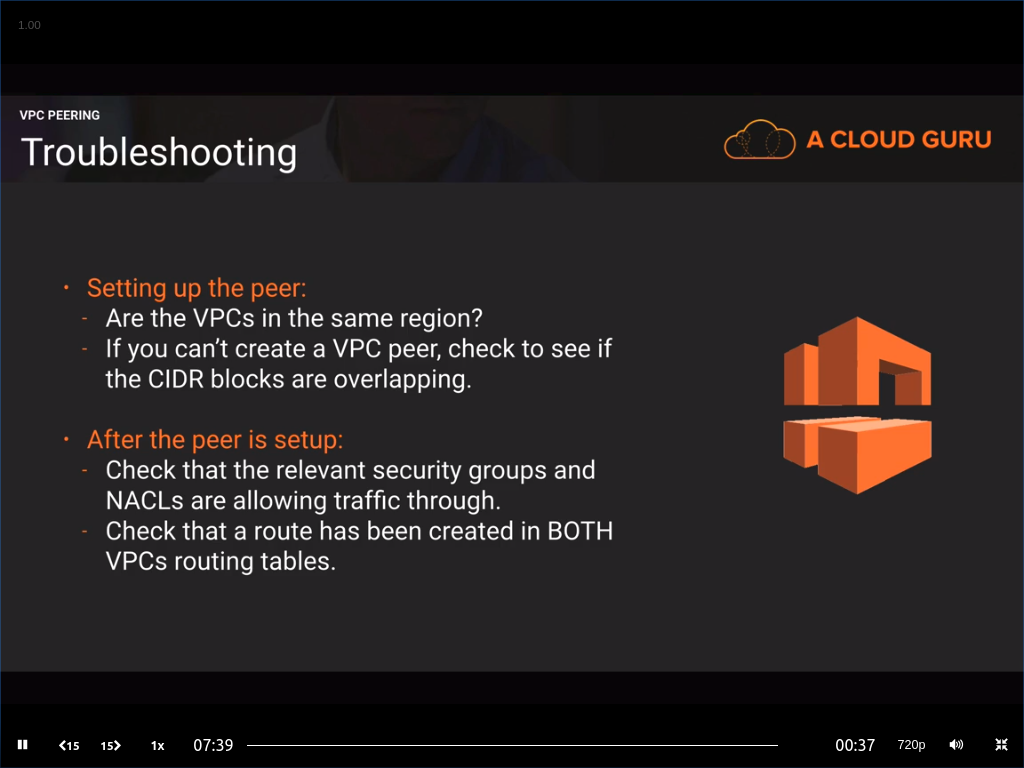 1.00
VPC PEERING
Troubleshooting
A CLOUD GURU
• Setting up the peer:
- Are the VPCs in the same region?
- If you can’t create a VPC peer, check to see if
the CIDR blocks are overlapping.
• After the peer is setup:
- Check that the relevant security groups and
NACLs are allowing traffic through.
- Check that a route has been created in BOTH
VPCs routing tables.
15 15 1x 07:39 00:37 720p